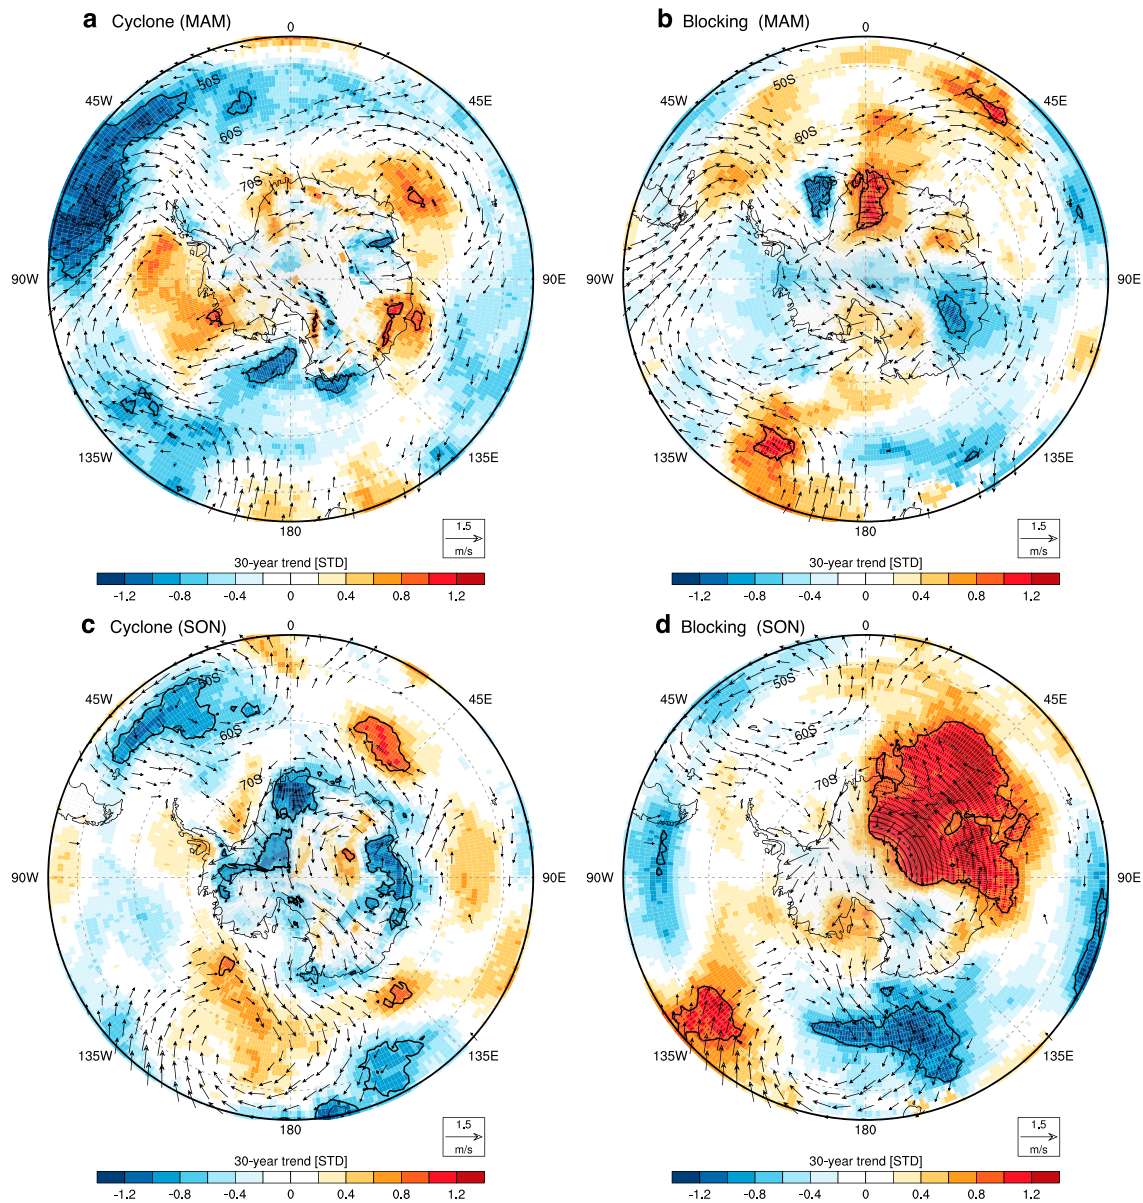 a Cyclone (MAM)
0
45W
50S
45E
60S
70S
90W
90E
135W
135E
180
1.5
m/s
30-year trend [STD]
-1.2 -0.8 -0.4 0 0.4 0.8 1.2
b Blocking (MAM)
0
45W
50S
45E
60S
70S
90W
90E
135W
135E
180
1.5
m/s
30-year trend [STD]
-1.2 -0.8 -0.4 0 0.4 0.8 1.2
c Cyclone (SON)
0
45W
50S
45E
60S
70S
90W
90E
135W
135E
180
1.5
m/s
30-year trend [STD]
-1.2 -0.8 -0.4 0 0.4 0.8 1.2
d Blocking (SON)
0
45W
50S
45E
60S
70S
90W
90E
135W
135E
180
1.5
m/s
30-year trend [STD]
-1.2 -0.8 -0.4 0 0.4 0.8 1.2